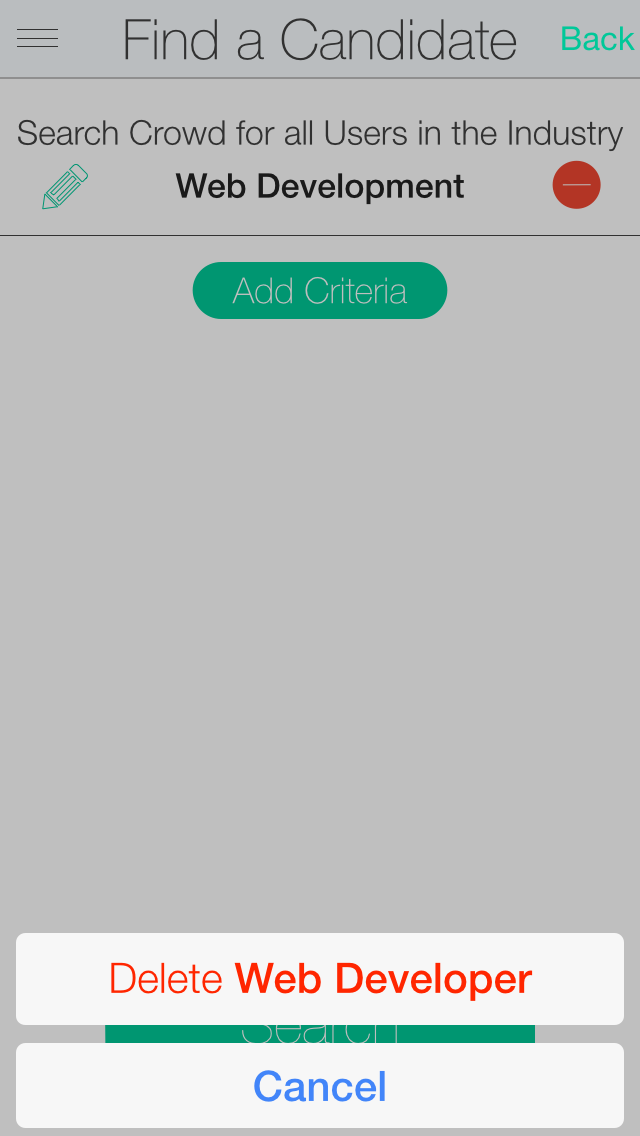 Find a Candidate
Back
Search Crowd for all Users in the Industry
Web Development
Add Criteria
Delete Web Developer
Search
Cancel